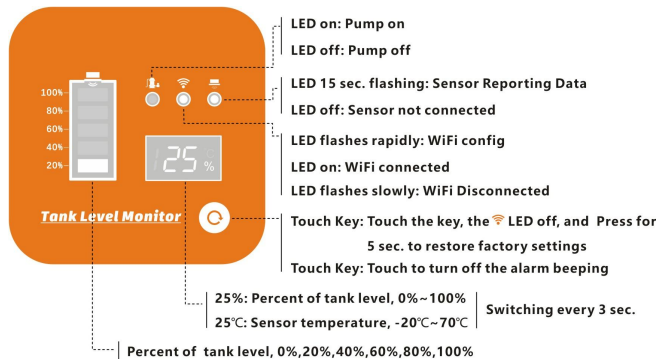 LED on: Pump on
LED off: Pump off
LED 15 sec. flashing: Sensor Reporting Data
LED off: Sensor not connected
LED flashes rapidly: WiFi config
LED on: WiFi connected
LED flashes slowly: WiFi Disconnected
Touch Key: Touch the key, the LED off, and Press for
5 sec. to restore factory settings
Touch Key: Touch to turn off the alarm beeping
25%: Percent of tank level, 0%~100%
25℃: Sensor temperature, -20℃~70℃
Switching every 3 sec.
Percent of tank level, 0%,20%,40%,60%,80%,100%
100%
80%
60%
40%
20%
25 %
Tank Level Monitor